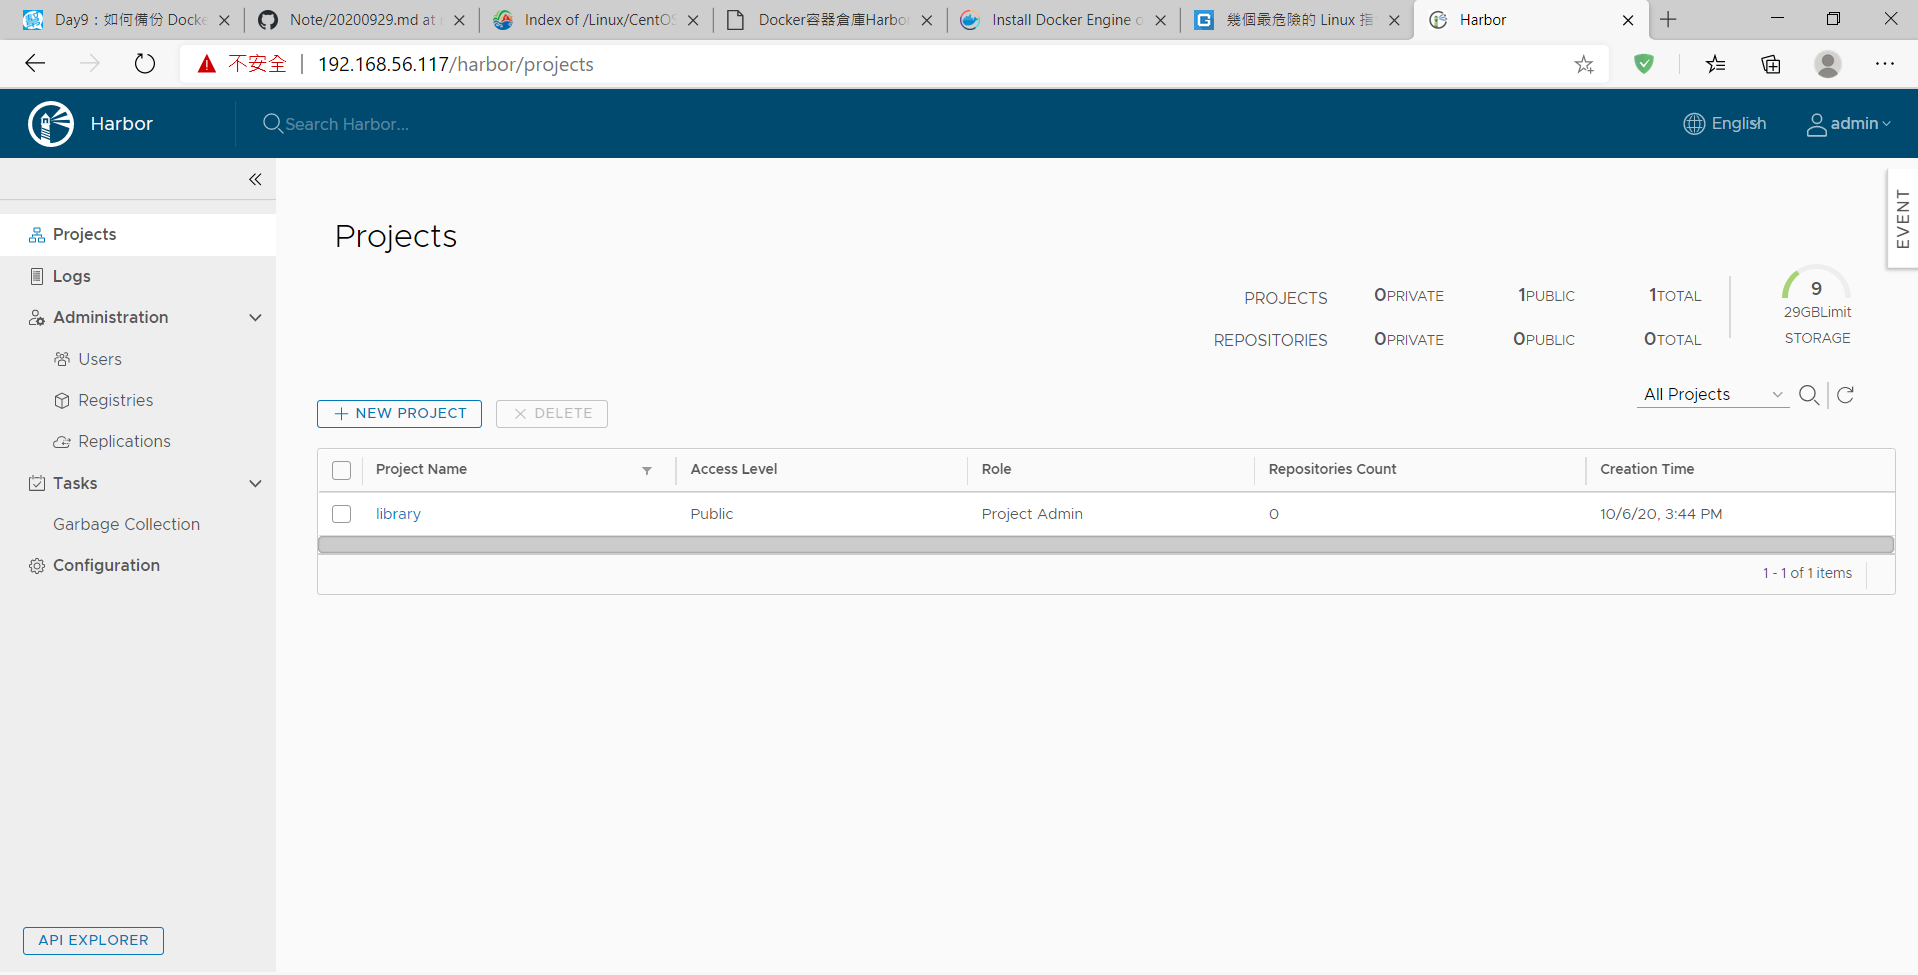 Day9：如何備份 Docke
Note/20200929.md at
Index of /Linux/CentOS
Docker容器倉庫Harbor
Install Docker Engine o
幾個最危險的 Linux 指
Harbor
不安全 192.168.56.117/harbor/projects
Harbor
Search Harbor...
English
admin
Projects
Logs
Administration
Users
Registries
Replications
Tasks
Garbage Collection
Configuration
API EXPLORER
Projects
EVENT
PROJECTS 0PRIVATE 1PUBLIC 1TOTAL
REPOSITORIES 0PRIVATE 0PUBLIC 0TOTAL
9
29GBLimit
STORAGE
All Projects
NEW PROJECT DELETE
Project Name Access Level Role Repositories Count Creation Time
library Public Project Admin 0 10/6/20, 3:44 PM
1 - 1 of 1 items